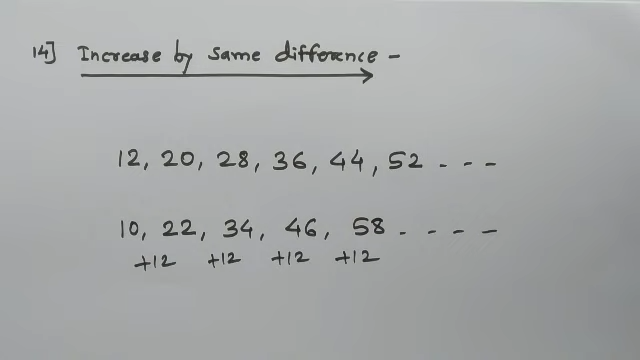 14] Increase by same difference -
12, 20, 28, 36, 44, 52 - - -
10, 22, 34, 46, 58 - - - -
+12 +12 +12 +12